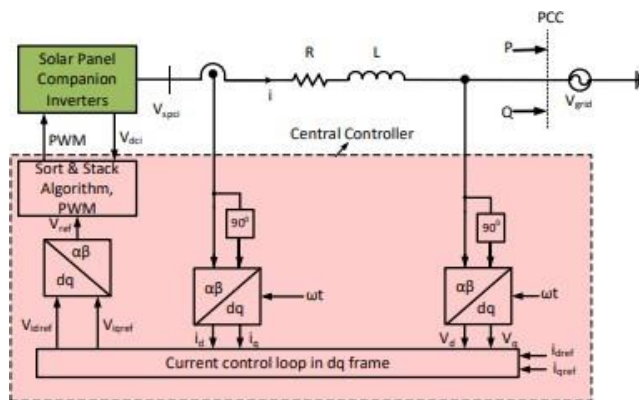 PCC
Solar Panel
Companion
Inverters
R
L
P
i
V_spci
Q
V_grid
PWM
V_dci
Central Controller
Sort & Stack
Algorithm,
PWM
V_ref
90°
90°
αβ
dq
αβ
dq
ωt
αβ
dq
ωt
V_idref
V_iqref
i_d
i_q
V_d
V_q
i_dref
i_qref
Current control loop in dq frame